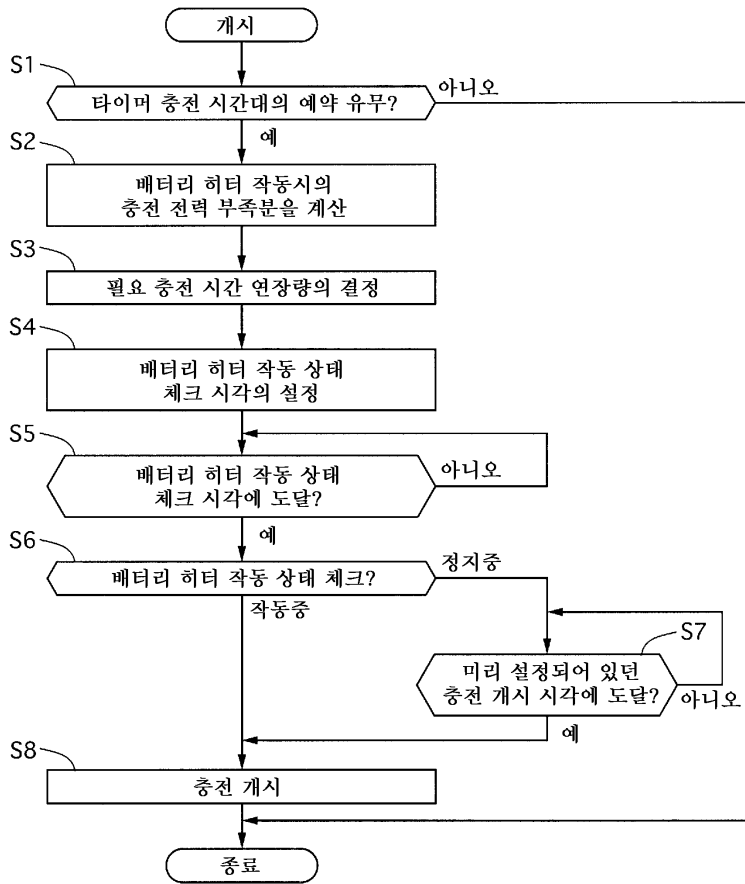 개시
S1
타이머 충전 시간대의 예약 유무?
아니오
예
S2
배터리 히터 작동시의
충전 전력 부족분을 계산
S3
필요 충전 시간 연장량의 결정
S4
배터리 히터 작동 상태
체크 시각의 설정
S5
배터리 히터 작동 상태
체크 시각에 도달?
아니오
예
S6
배터리 히터 작동 상태 체크?
정지중
작동중
S7
미리 설정되어 있던
충전 개시 시각에 도달?
아니오
예
S8
충전 개시
종료